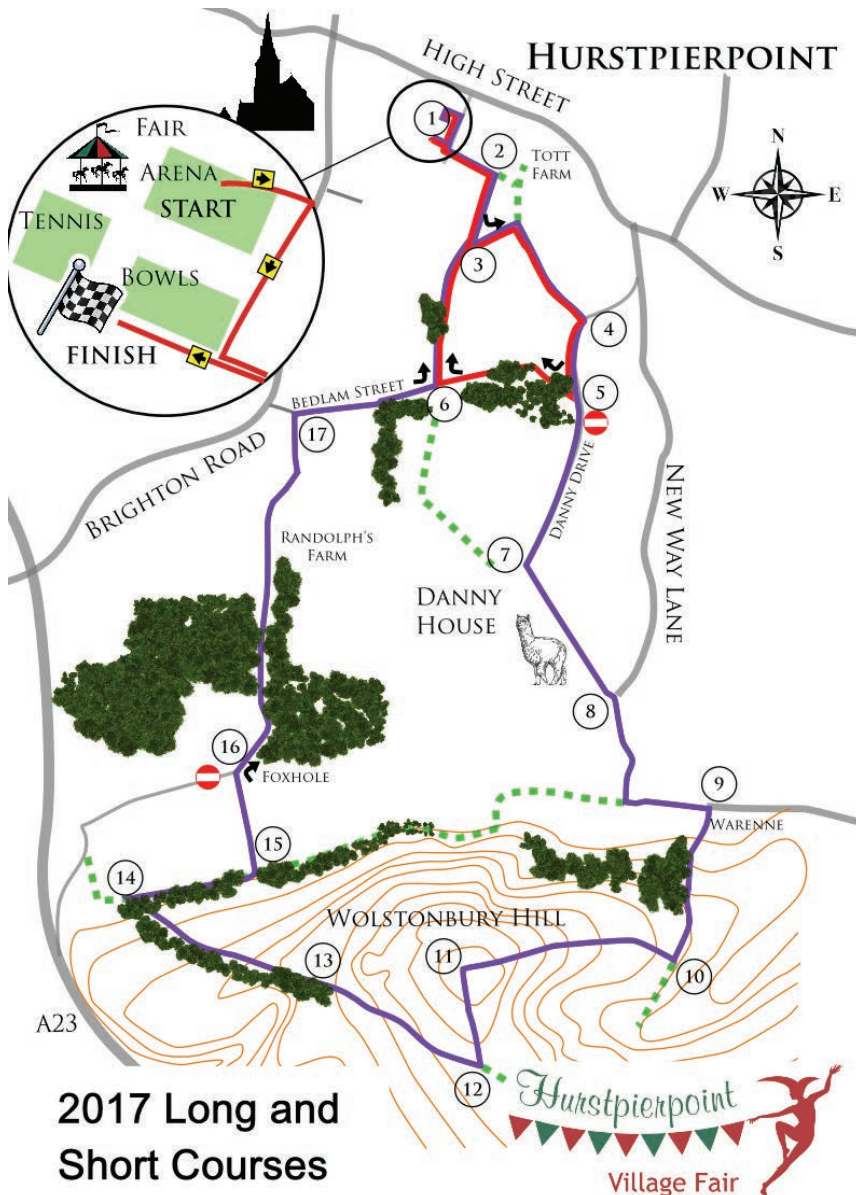 HURSTPIERPOINT
HIGH STREET
1
2
TOTT
FARM
N
W
E
S
FAIR
ARENA
START
TENNIS
BOWLS
FINISH
3
4
5
6
BEDLAM STREET
17
BRIGHTON ROAD
DANNY DRIVE
NEW WAY LANE
RANDOLPH'S
FARM
7
DANNY
HOUSE
8
16
FOXHOLE
9
WARENNE
15
14
WOLSTONBURY HILL
11
13
10
A23
12
2017 Long and
Short Courses
Hurstpierpoint
Village Fair